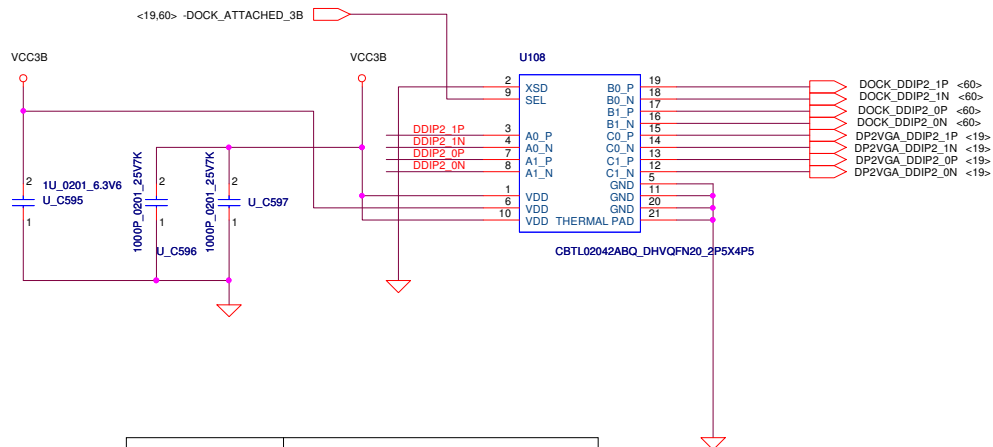 <19,60> -DOCK_ATTACHED_3B
VCC3B
VCC3B
U108
2 XSD
9 SEL
3 A0_P
4 A0_N
7 A1_P
8 A1_N
1 VDD
6 VDD
10 VDD
B0_P 19
B0_N 18
B1_P 17
B1_N 16
C0_P 15
C0_N 14
C1_P 13
C1_N 12
GND 5
GND 11
GND 20
THERMAL PAD 21
DDIP2_1P
DDIP2_1N
DDIP2_0P
DDIP2_0N
DOCK_DDIP2_1P <60>
DOCK_DDIP2_1N <60>
DOCK_DDIP2_0P <60>
DOCK_DDIP2_0N <60>
DP2VGA_DDIP2_1P <19>
DP2VGA_DDIP2_1N <19>
DP2VGA_DDIP2_0P <19>
DP2VGA_DDIP2_0N <19>
2
1U_0201_6.3V6
U_C595
1
1000P_0201_25V7K
2
1
U_C596
1000P_0201_25V7K
2
U_C597
1
CBTL02042ABQ_DHVQFN20_2P5X4P5